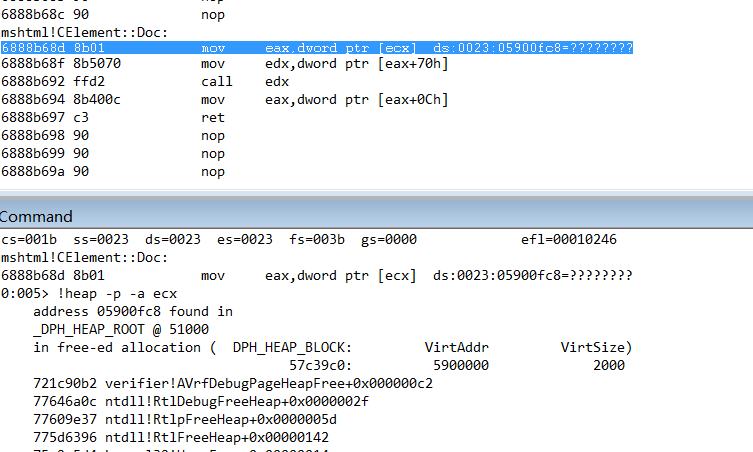 6888b68c 90 nop
mshtml!CElement::Doc:
6888b68d 8b01 mov eax,dword ptr [ecx] ds:0023:05900fc8=????????
6888b68f 8b5070 mov edx,dword ptr [eax+70h]
6888b692 ffd2 call edx
6888b694 8b400c mov eax,dword ptr [eax+0Ch]
6888b697 c3 ret
6888b698 90 nop
6888b699 90 nop
6888b69a 90 nop
Command
cs=001b ss=0023 ds=0023 es=0023 fs=003b gs=0000 efl=00010246
mshtml!CElement::Doc:
6888b68d 8b01 mov eax,dword ptr [ecx] ds:0023:05900fc8=????????
0:005> !heap -p -a ecx
address 05900fc8 found in
_DPH_HEAP_ROOT @ 51000
in free-ed allocation ( DPH_HEAP_BLOCK: VirtAddr VirtSize)
57c39c0: 5900000 2000
721c90b2 verifier!AVrfDebugPageHeapFree+0x000000c2
77646a0c ntdll!RtlDebugFreeHeap+0x0000002f
77609e37 ntdll!RtlpFreeHeap+0x0000005d
775d6396 ntdll!RtlFreeHeap+0x00000142